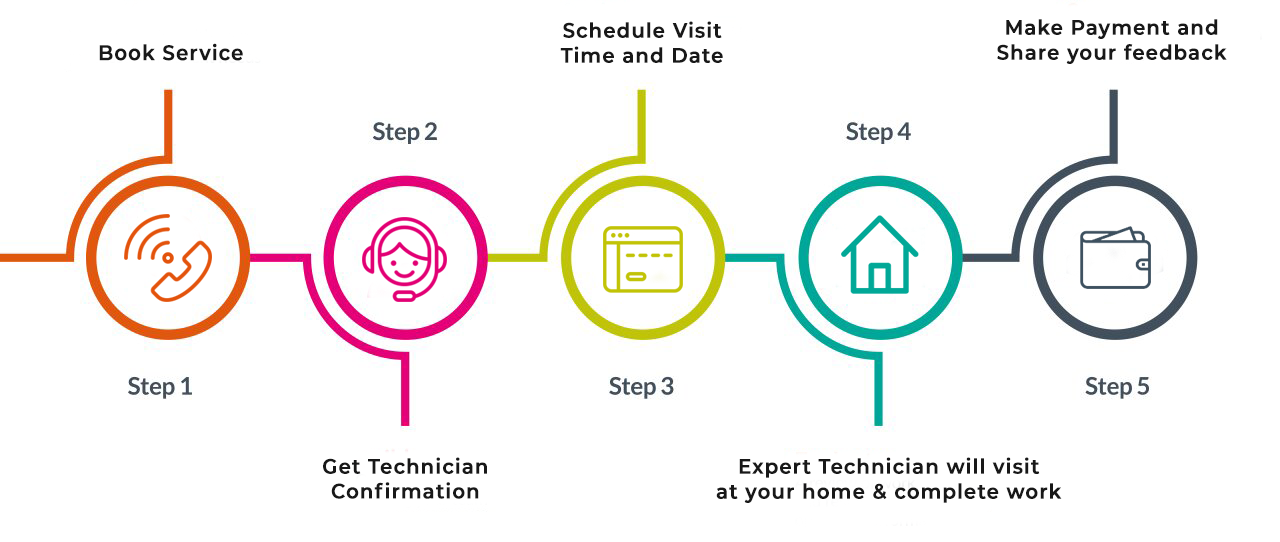 Book Service
Step 1
Step 2
Get Technician
Confirmation
Schedule Visit
Time and Date
Step 3
Step 4
Expert Technician will visit
at your home & complete work
Make Payment and
Share your feedback
Step 5